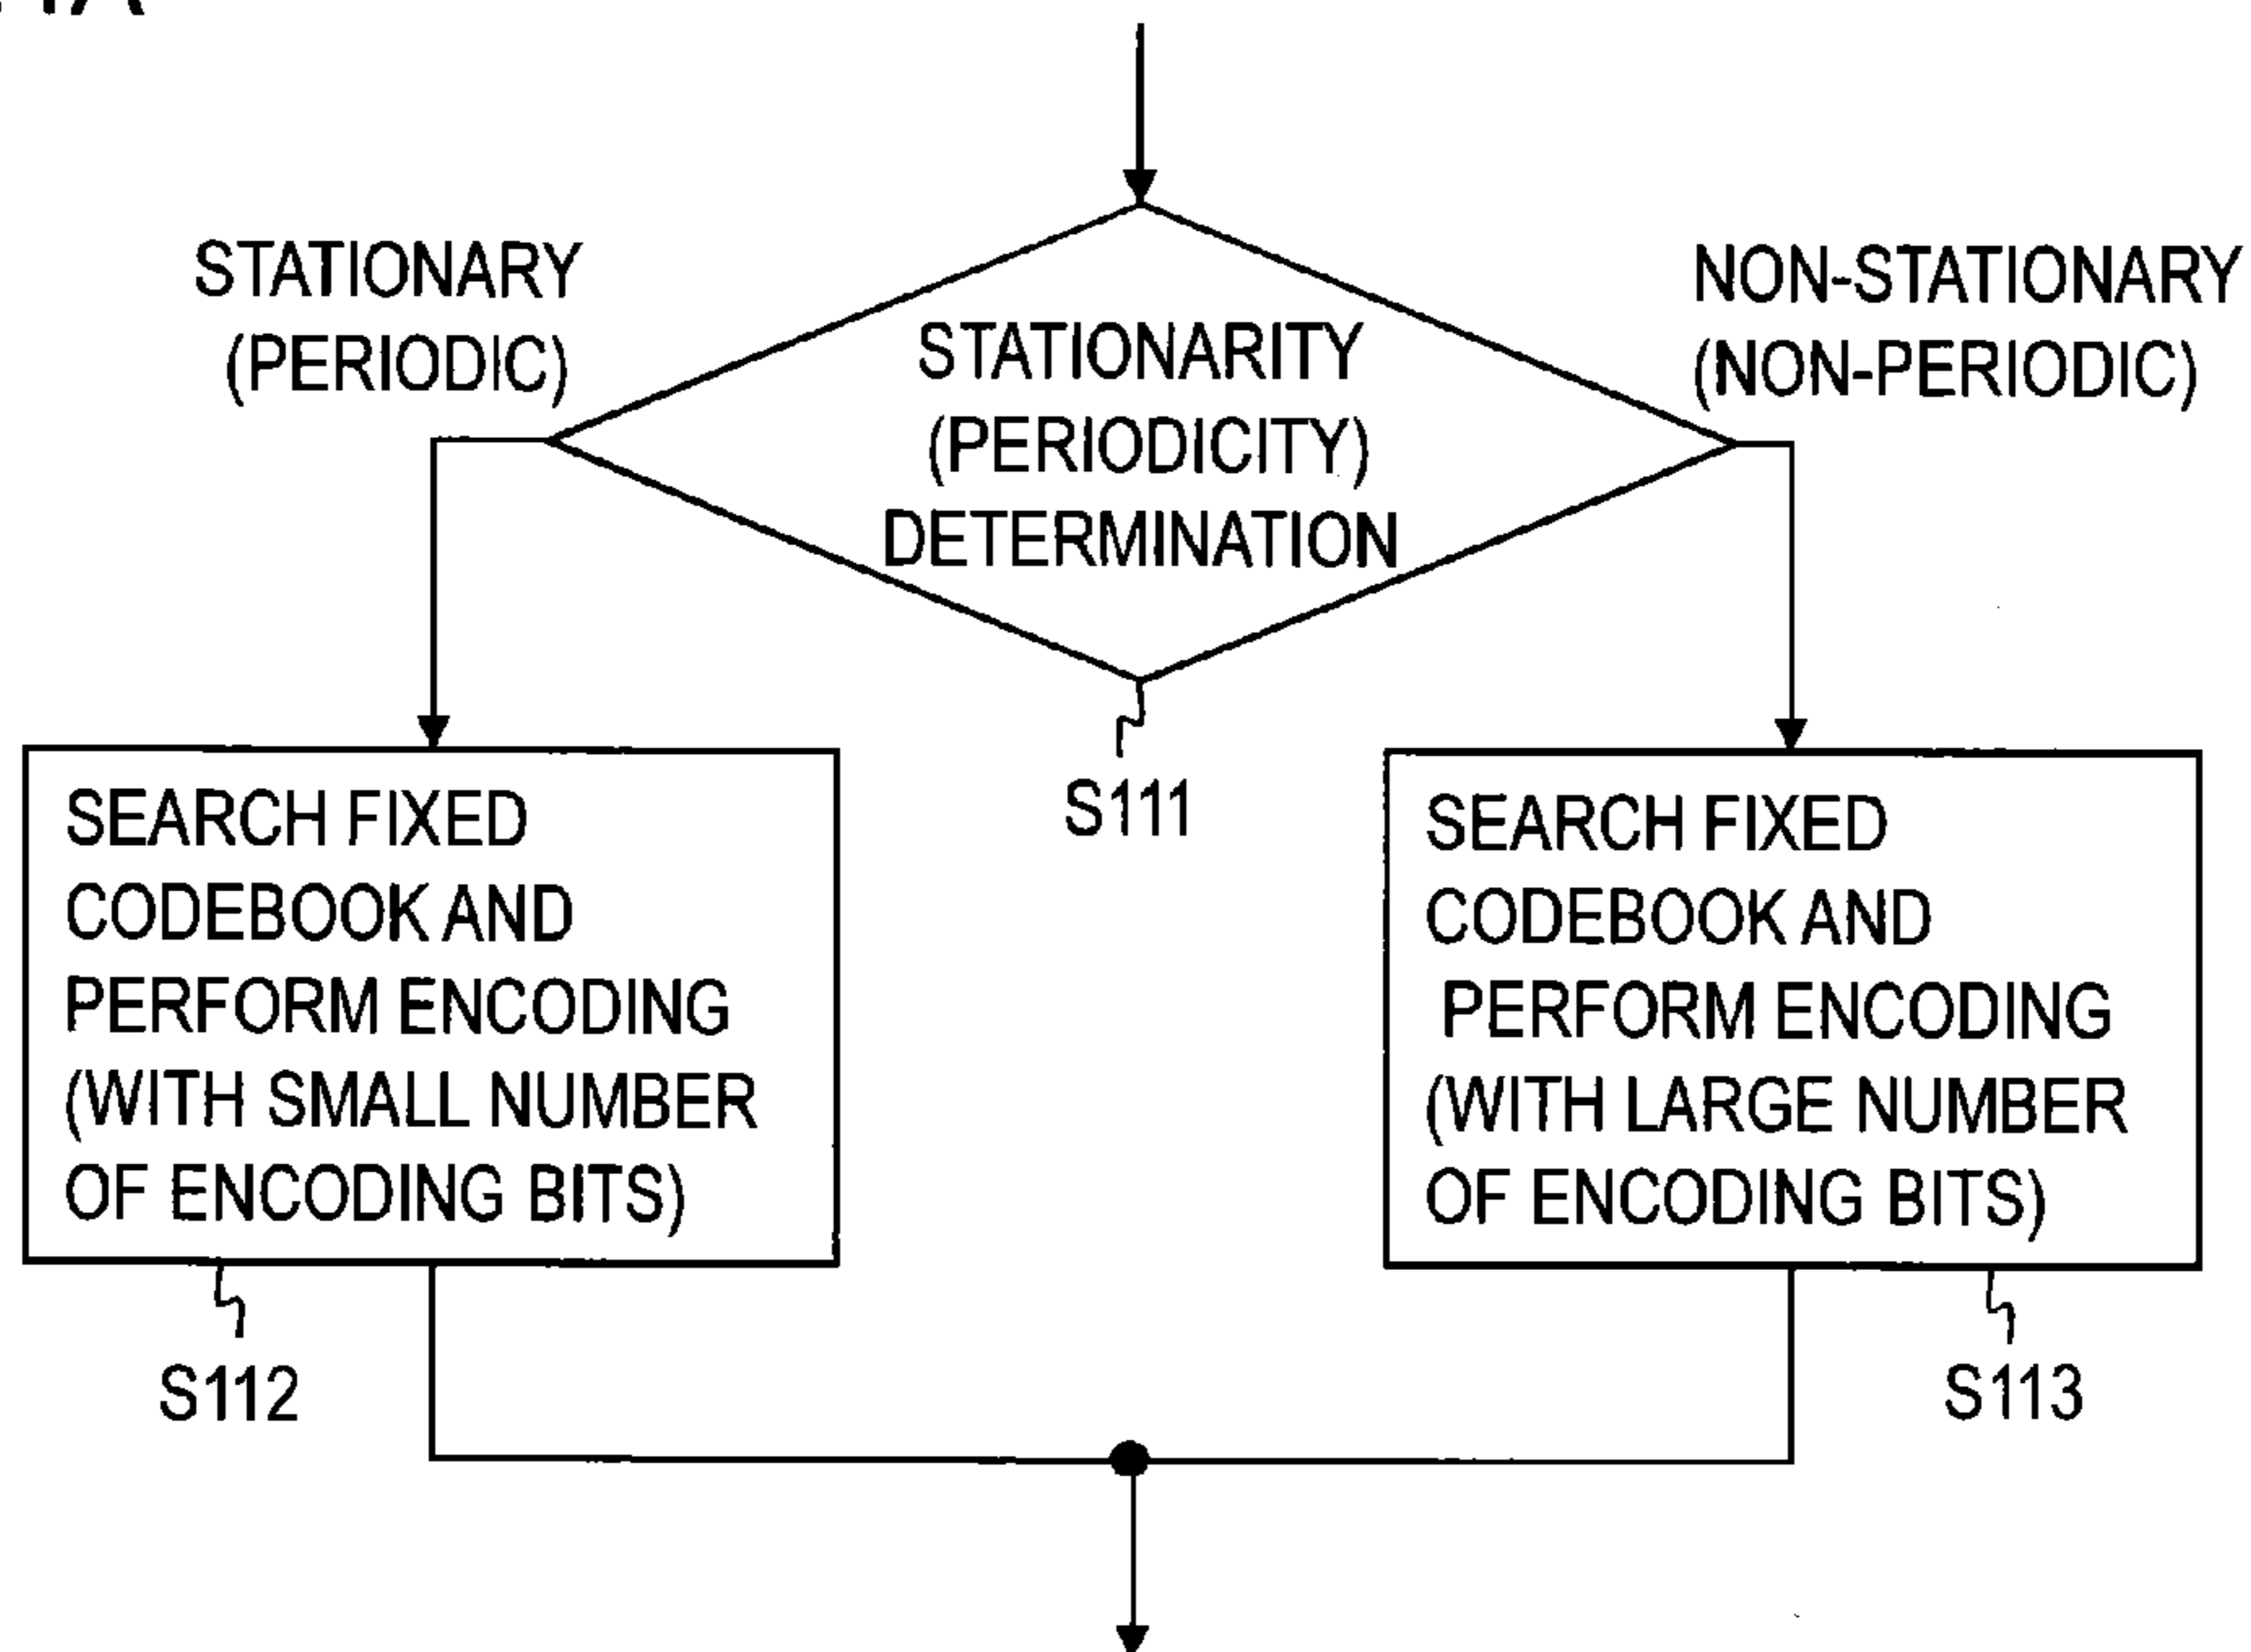 STATIONARY
(PERIODIC)
STATIONARITY
(PERIODICITY)
DETERMINATION
NON-STATIONARY
(NON-PERIODIC)
S111
SEARCH FIXED
CODEBOOK AND
PERFORM ENCODING
(WITH SMALL NUMBER
OF ENCODING BITS)
S112
SEARCH FIXED
CODEBOOK AND
PERFORM ENCODING
(WITH LARGE NUMBER
OF ENCODING BITS)
S113